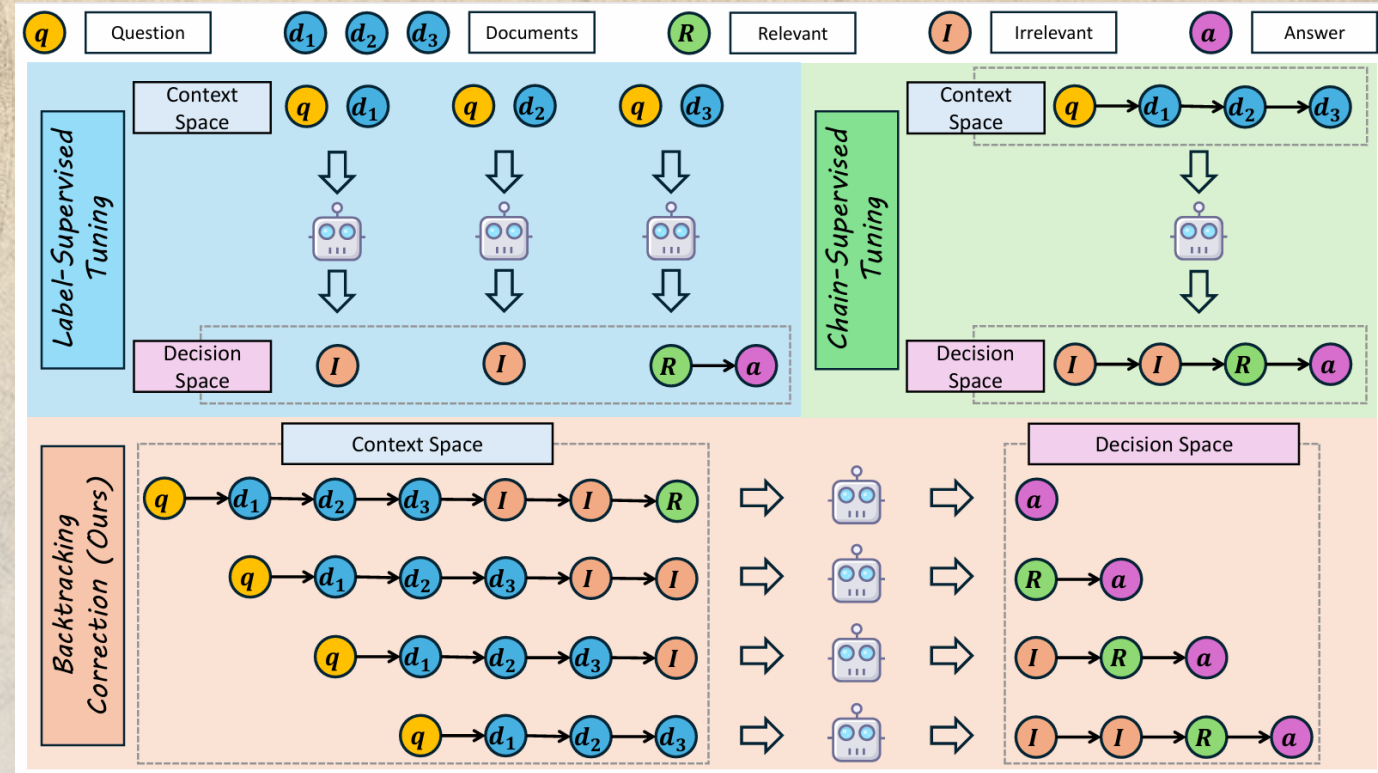 q Question d1 d2 d3 Documents R Relevant I Irrelevant a Answer
Label-Supervised
Tuning
Context
Space
q d1 q d2 q d3
Decision
Space
I I R a
Chain-Supervised
Tuning
Context
Space
q d1 d2 d3
Decision
Space
I I R a
Backtracking
Correction (Ours)
Context Space
Decision Space
q d1 d2 d3 I I R a
q d1 d2 d3 I I R a
q d1 d2 d3 I I R a
q d1 d2 d3 I I R a